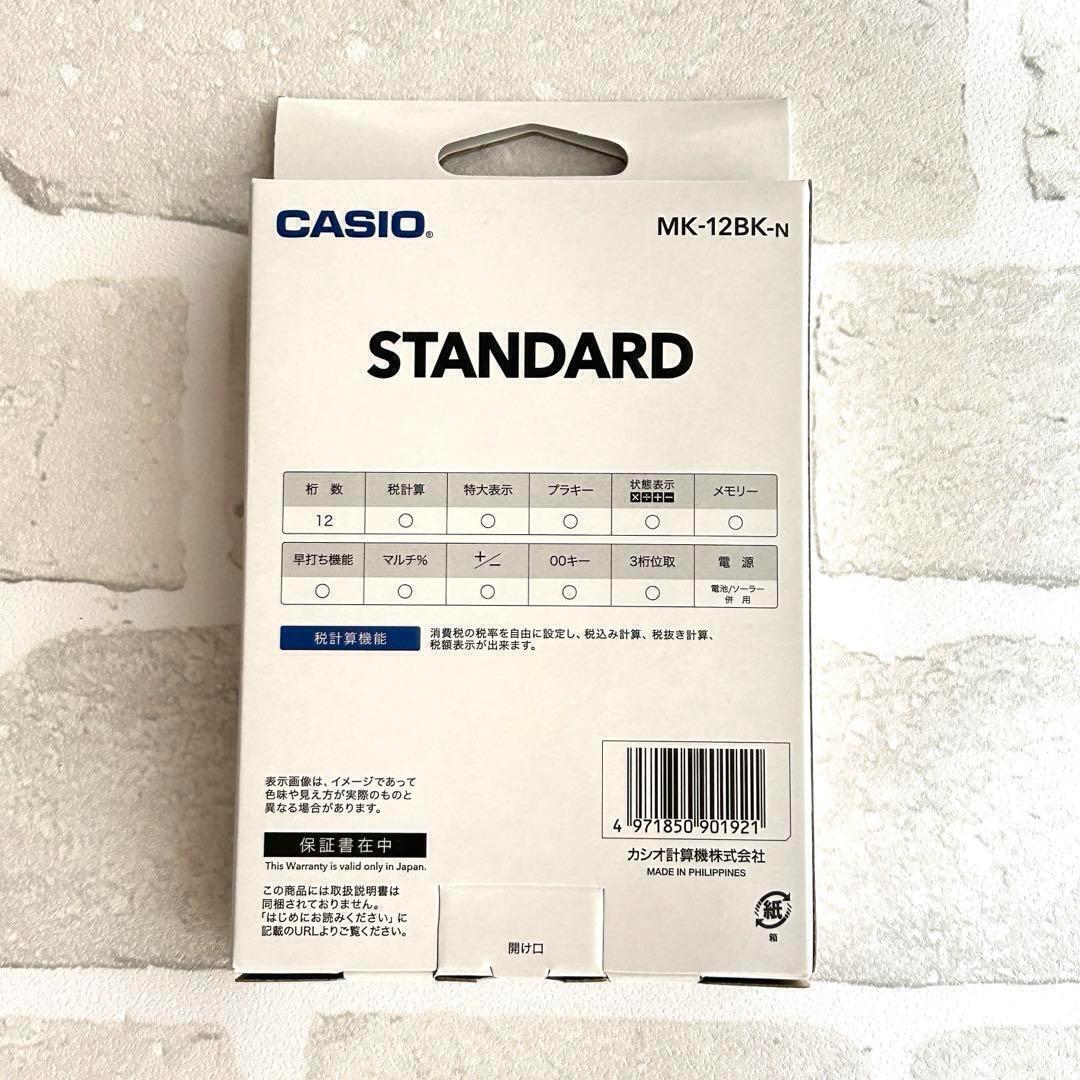 CASIO®
MK-12BK-N
STANDARD
桁 数 税計算 特大表示 プラキー 状態表示 メモリー
×÷+−
12 ○ ○ ○ ○ ○
早打ち機能 マルチ% +/− 00キー 3桁位取 電 源
○ ○ ○ ○ ○ 電池/ソーラー
併 用
税計算機能
消費税の税率を自由に設定し、税込み計算、税抜き計算、
税額表示が出来ます。
表示画像は、イメージであって
色味や見え方が実際のものと
異なる場合があります。
保証書在中
This Warranty is valid only in Japan.
この商品には取扱説明書は
同梱されておりません。
「はじめにお読みください」に
記載のURLよりご覧ください。
4 971850 901921
カシオ計算機株式会社
MADE IN PHILIPPINES
紙
箱
開け口